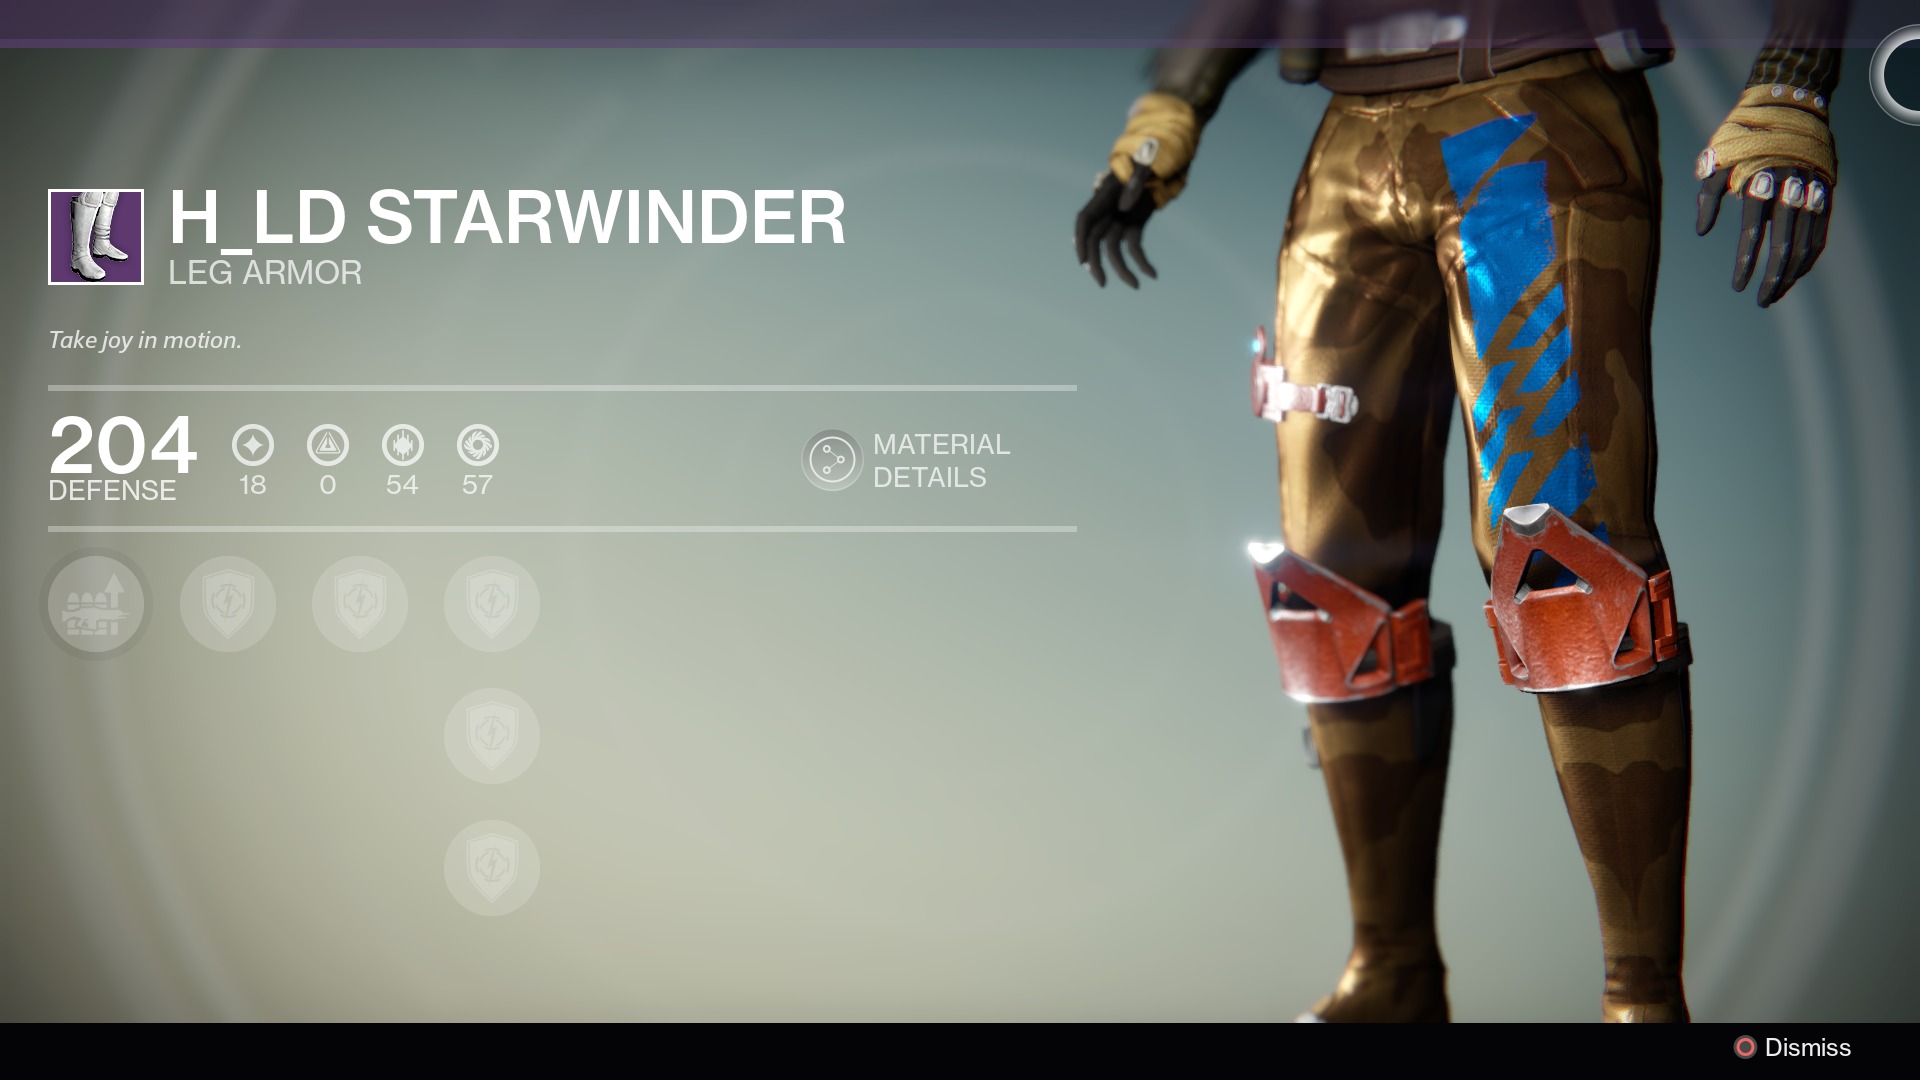 H_LD STARWINDER
LEG ARMOR
Take joy in motion.
204
DEFENSE
18 0 54 57
MATERIAL
DETAILS
Dismiss